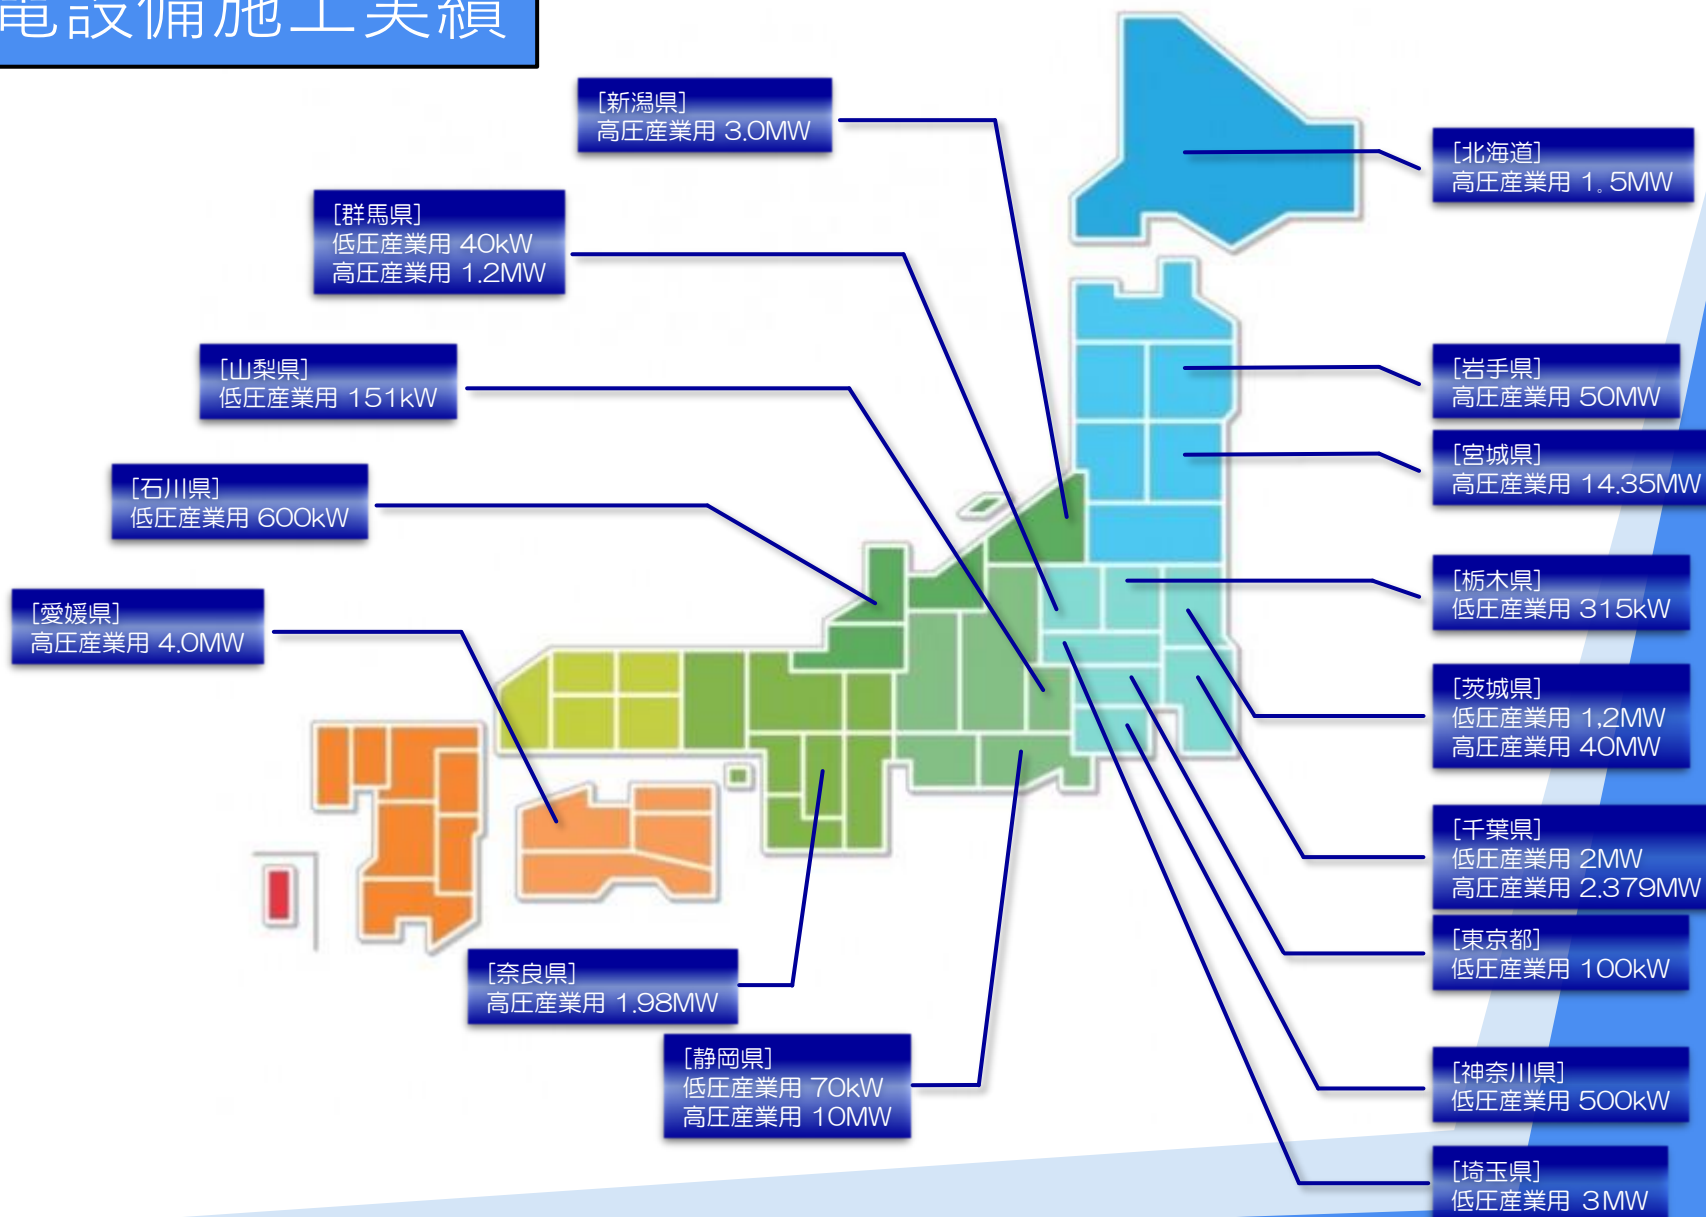 電設備施工実績
[新潟県]
高圧産業用 3.0MW
[北海道]
高圧産業用 1。5MW
[群馬県]
低圧産業用 40kW
高圧産業用 1.2MW
[山梨県]
低圧産業用 151kW
[岩手県]
高圧産業用 50MW
[宮城県]
高圧産業用 14.35MW
[石川県]
低圧産業用 600kW
[栃木県]
低圧産業用 315kW
[愛媛県]
高圧産業用 4.0MW
[茨城県]
低圧産業用 1,2MW
高圧産業用 40MW
[千葉県]
低圧産業用 2MW
高圧産業用 2.379MW
[東京都]
低圧産業用 100kW
[奈良県]
高圧産業用 1.98MW
[静岡県]
低圧産業用 70kW
高圧産業用 10MW
[神奈川県]
低圧産業用 500kW
[埼玉県]
低圧産業用 3MW